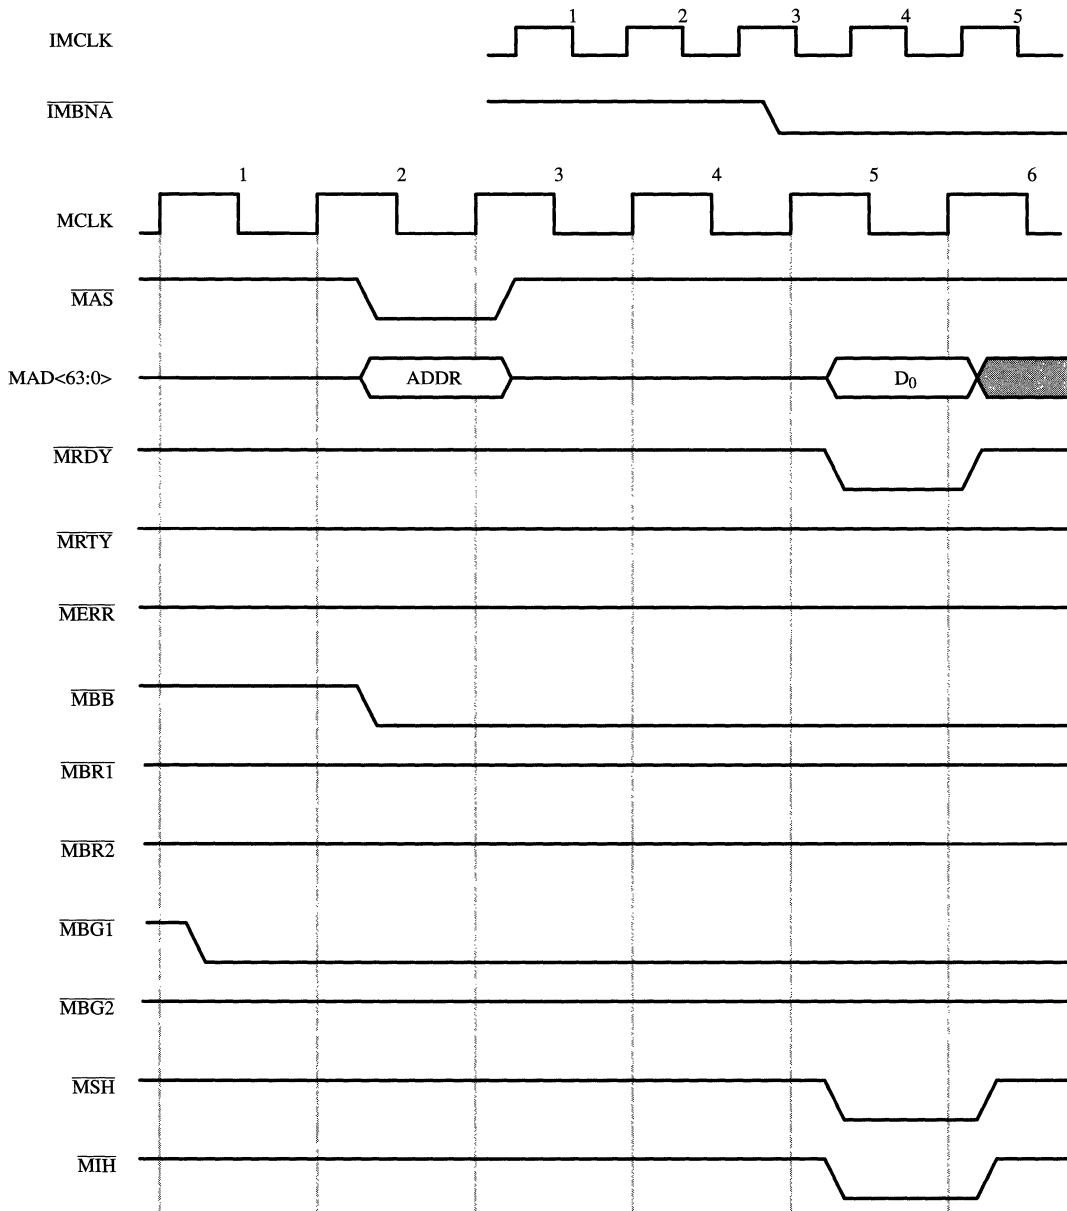 1 2 3 4 5
IMCLK
IMBNA
1 2 3 4 5 6
MCLK
MAS
MAD<63:0> ADDR D0
MRDY
MRTY
MERR
MBB
MBR1
MBR2
MBG1
MBG2
MSH
MIH